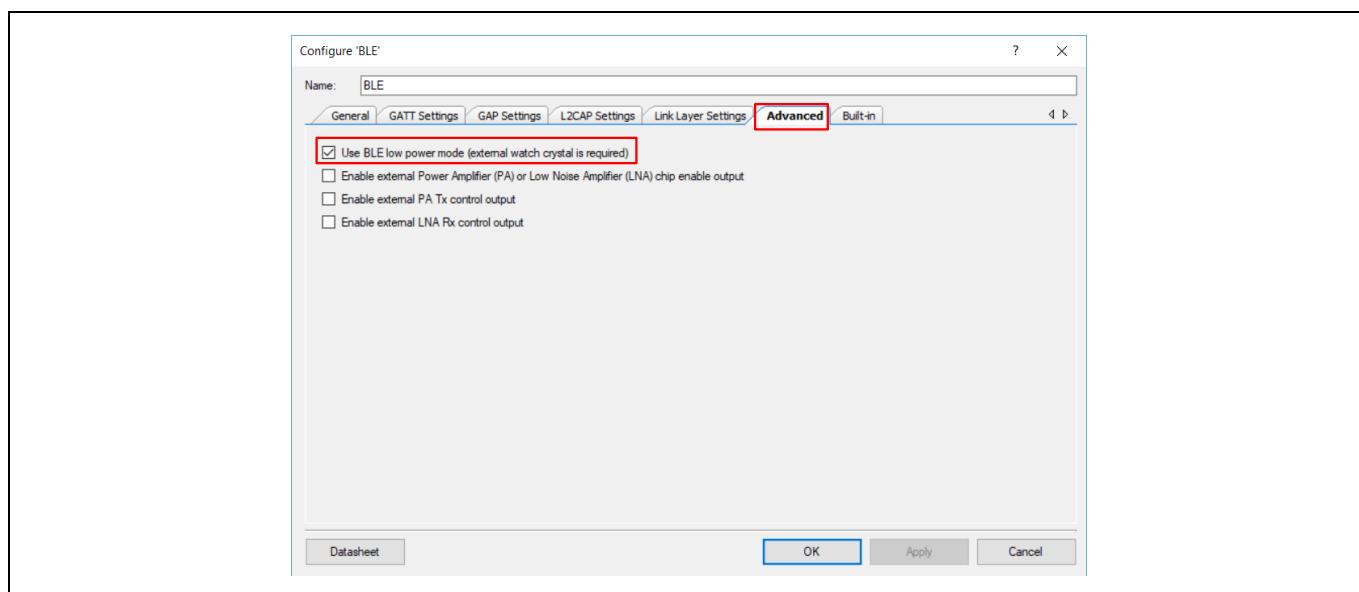 Configure 'BLE' ?
Name: BLE
General GATT Settings GAP Settings L2CAP Settings Link Layer Settings Advanced Built-in
Use BLE low power mode (external watch crystal is required)
Enable external Power Amplifier (PA) or Low Noise Amplifier (LNA) chip enable output
Enable external PA Tx control output
Enable external LNA Rx control output
Datasheet OK Apply Cancel